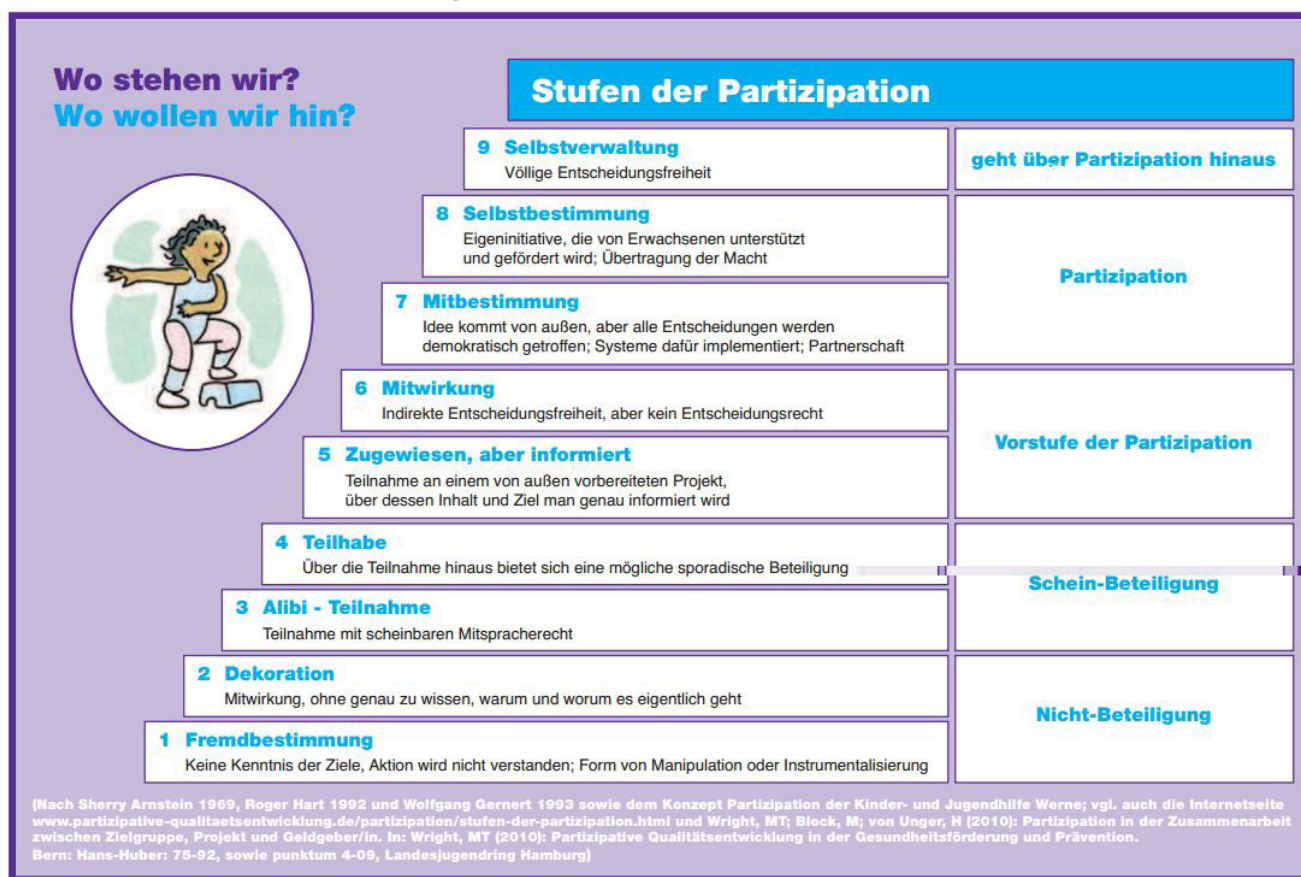 Wo stehen wir?
Wo wollen wir hin?
Stufen der Partizipation
9 Selbstverwaltung
Völlige Entscheidungsfreiheit
geht über Partizipation hinaus
8 Selbstbestimmung
Eigeninitiative, die von Erwachsenen unterstützt
und gefördert wird; Übertragung der Macht
Partizipation
7 Mitbestimmung
Idee kommt von außen, aber alle Entscheidungen werden
demokratisch getroffen; Systeme dafür implementiert; Partnerschaft
6 Mitwirkung
Indirekte Entscheidungsfreiheit, aber kein Entscheidungsrecht
Vorstufe der Partizipation
5 Zugewiesen, aber informiert
Teilnahme an einem von außen vorbereiteten Projekt,
über dessen Inhalt und Ziel man genau informiert wird
4 Teilhabe
Über die Teilnahme hinaus bietet sich eine mögliche sporadische Beteiligung
Schein-Beteiligung
3 Alibi - Teilnahme
Teilnahme mit scheinbaren Mitspracherecht
2 Dekoration
Mitwirkung, ohne genau zu wissen, warum und worum es eigentlich geht
Nicht-Beteiligung
1 Fremdbestimmung
Keine Kenntnis der Ziele, Aktion wird nicht verstanden; Form von Manipulation oder Instrumentalisierung
(Nach Sherry Arnstein 1969, Roger Hart 1992 und Wolfgang Gernert 1993 sowie dem Konzept Partizipation der Kinder- und Jugendhilfe Werne; vgl. auch die Internetseite
www.partizipative-qualitaetsentwicklung.de/partizipation/stufen-der-partizipation.html und Wright, MT; Block, M; von Unger, H (2010): Partizipation in der Zusammenarbeit
zwischen Zielgruppe, Projekt und Geldgeber/in. In: Wright, MT (2010): Partizipative Qualitätsentwicklung in der Gesundheitsförderung und Prävention.
Bern: Hans-Huber: 75-92, sowie punktum 4-09, Landesjugendring Hamburg)